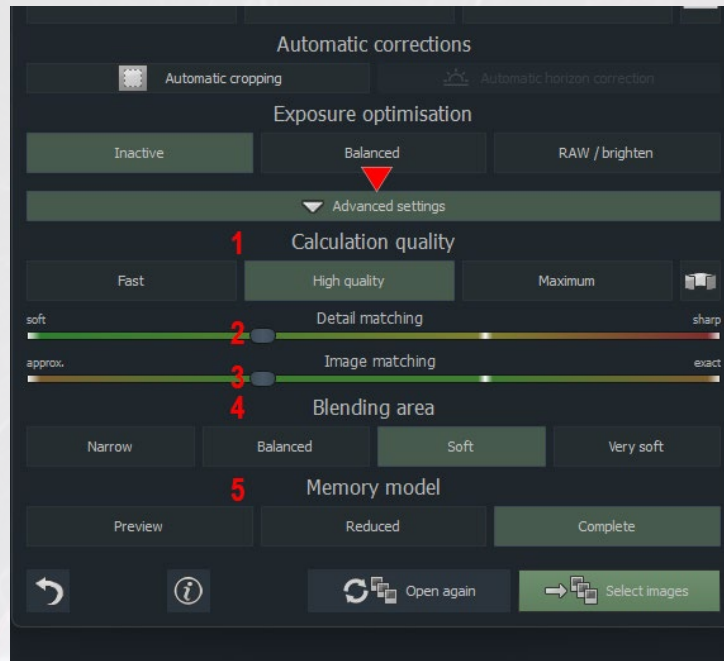 Automatic corrections
Automatic cropping Automatic horizon correction
Exposure optimisation
Inactive Balanced RAW / brighten
Advanced settings
1 Calculation quality
Fast High quality Maximum
soft 2 Detail matching sharp
approx. 3 Image matching exact
4 Blending area
Narrow Balanced Soft Very soft
5 Memory model
Preview Reduced Complete
Open again Select images